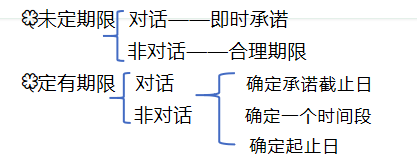 未定期限 对话——即时承诺
非对话——合理期限
定有期限 对话 确定承诺截止日
非对话 确定一个时间段
确定起止日